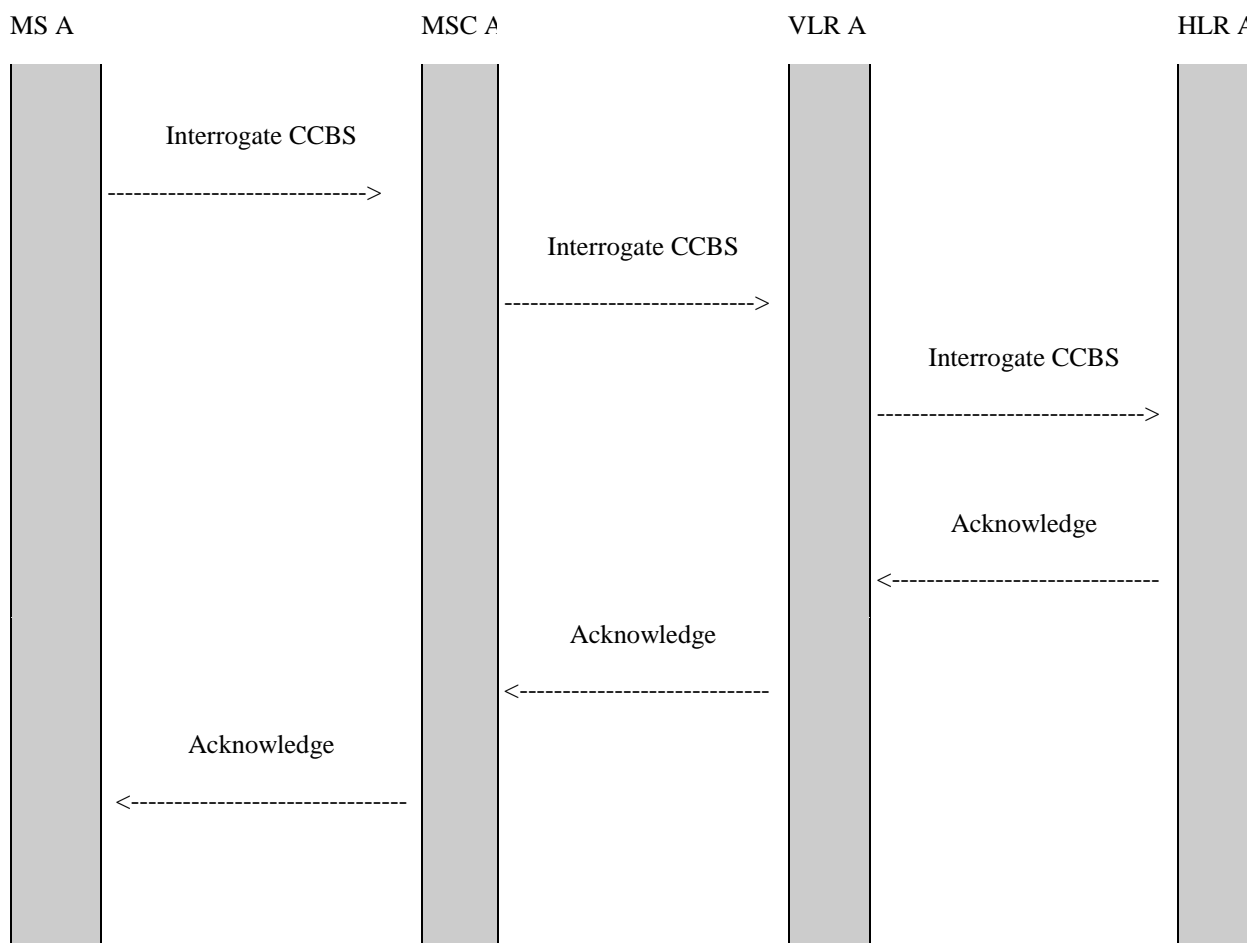 MS A MSC A VLR A HLR A
Interrogate CCBS
Interrogate CCBS
Interrogate CCBS
Acknowledge
Acknowledge
Acknowledge